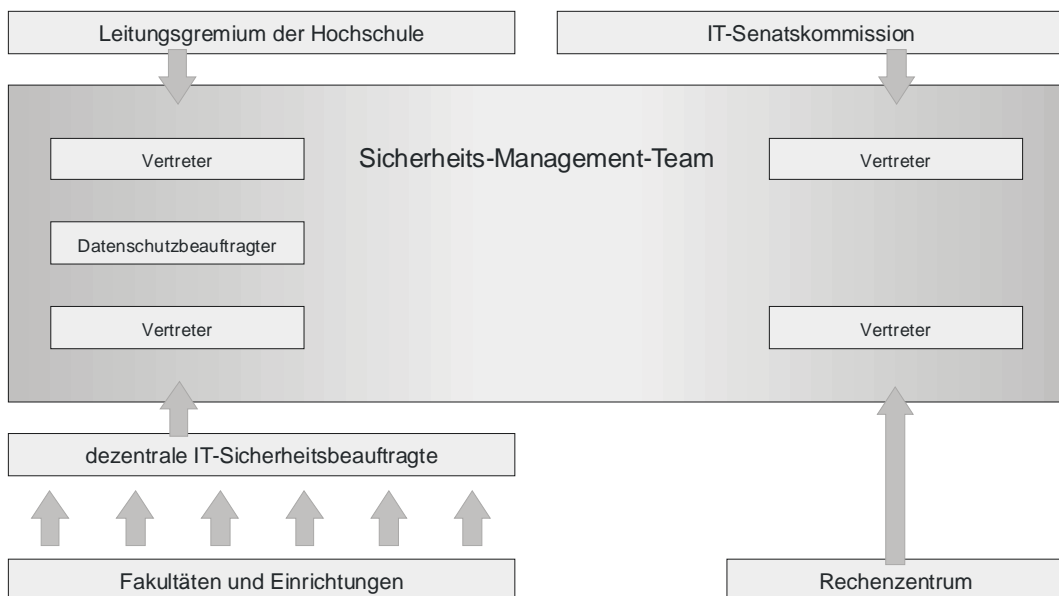 Leitungsgremium der Hochschule
IT-Senatskommission
Sicherheits-Management-Team
Vertreter
Vertreter
Datenschutzbeauftragter
Vertreter
Vertreter
dezentrale IT-Sicherheitsbeauftragte
Fakultäten und Einrichtungen
Rechenzentrum